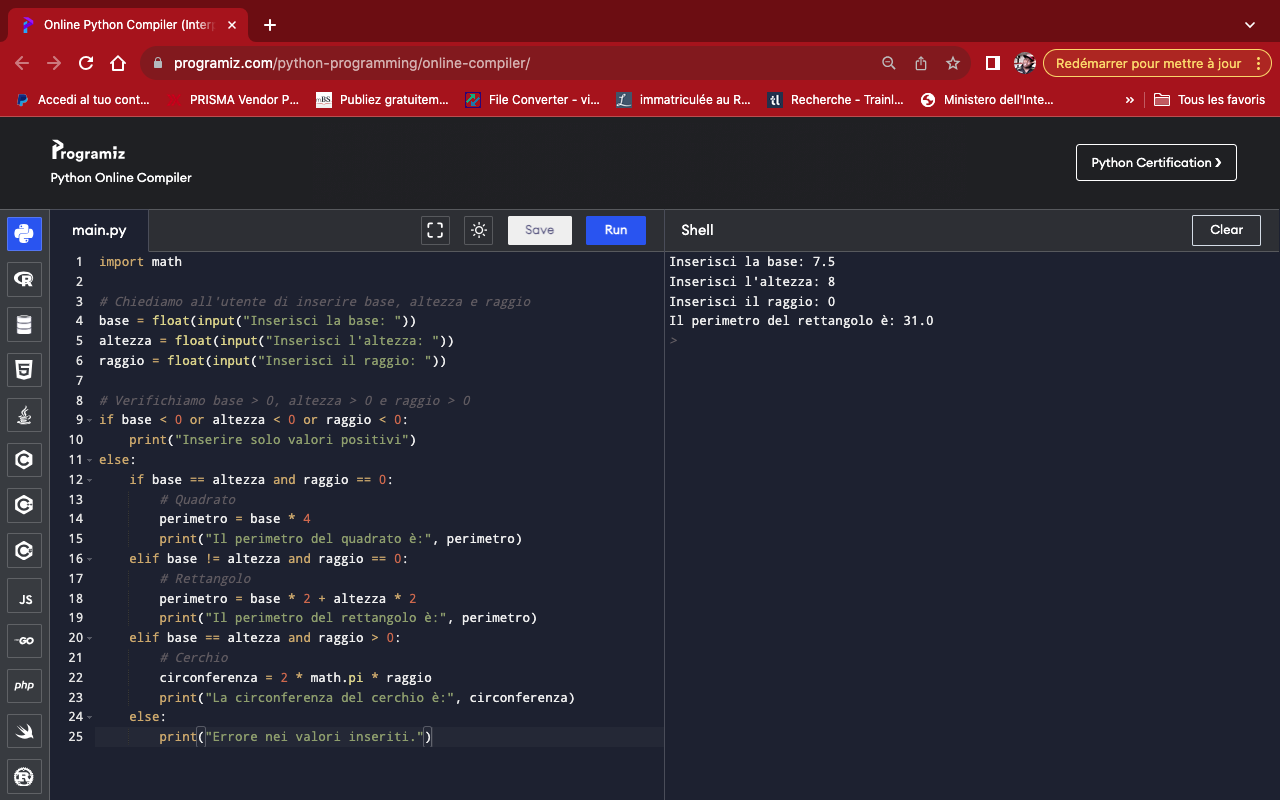 Online Python Compiler (Interp
programiz.com/python-programming/online-compiler/
Redémarrer pour mettre à jour
Accedi al tuo cont... PRISMA Vendor P... mBS Publiez gratuitem... File Converter – vi... immatriculée au R... tl Recherche - Trainl... Ministero dell'Inte... » Tous les favoris
Programiz
Python Online Compiler
Python Certification ›
main.py
Save
Run
Shell
Clear
1 import math
2
3 # Chiediamo all'utente di inserire base, altezza e raggio
4 base = float(input("Inserisci la base: "))
5 altezza = float(input("Inserisci l'altezza: "))
6 raggio = float(input("Inserisci il raggio: "))
7
8 # Verifichiamo base > 0, altezza > 0 e raggio > 0
9 if base < 0 or altezza < 0 or raggio < 0:
10     print("Inserire solo valori positivi")
11 else:
12     if base == altezza and raggio == 0:
13         # Quadrato
14         perimetro = base * 4
15         print("Il perimetro del quadrato è:", perimetro)
16     elif base != altezza and raggio == 0:
17         # Rettangolo
18         perimetro = base * 2 + altezza * 2
19         print("Il perimetro del rettangolo è:", perimetro)
20     elif base == altezza and raggio > 0:
21         # Cerchio
22         circonferenza = 2 * math.pi * raggio
23         print("La circonferenza del cerchio è:", circonferenza)
24     else:
25         print("Errore nei valori inseriti.")
Inserisci la base: 7.5
Inserisci l'altezza: 8
Inserisci il raggio: 0
Il perimetro del rettangolo è: 31.0
>
JS
GO
php